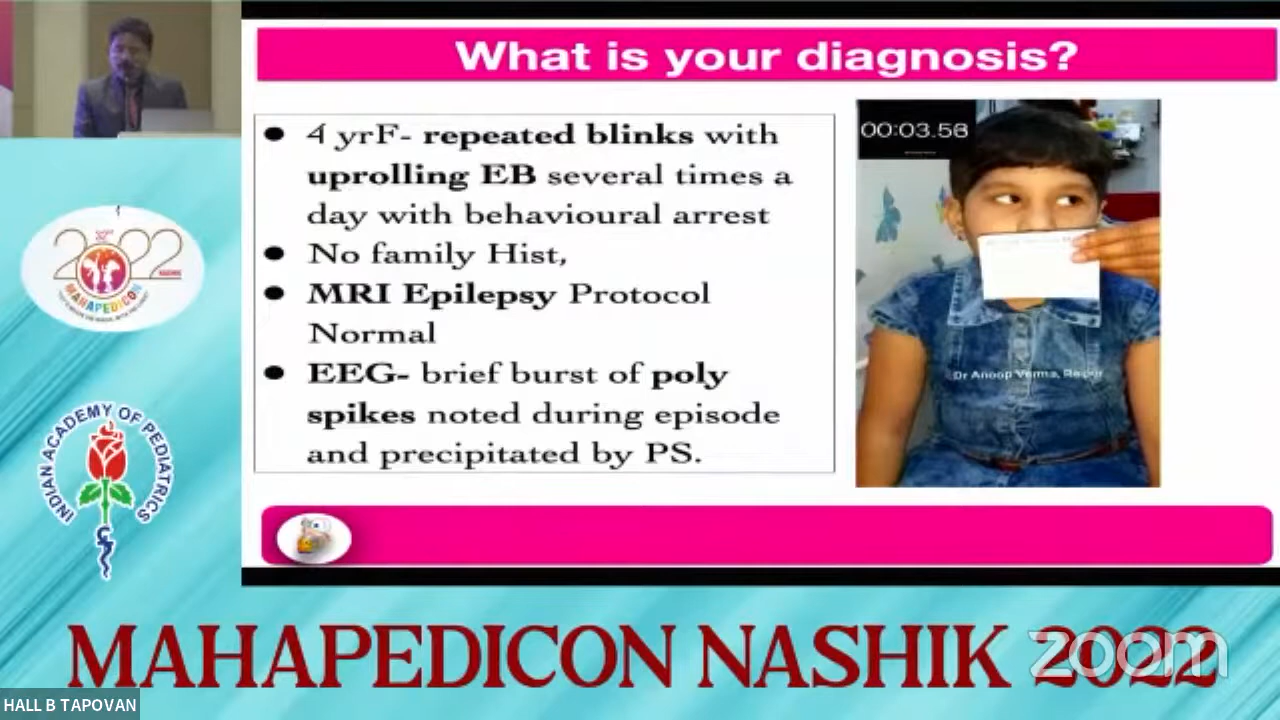 What is your diagnosis?
● 4 yrF- repeated blinks with
uprolling EB several times a
day with behavioural arrest
● No family Hist,
● MRI Epilepsy Protocol
Normal
● EEG- brief burst of poly
spikes noted during episode
and precipitated by PS.
00:03.58
Dr Anoop Verma, Raipur
2022
MAHAPEDICON
INDIAN ACADEMY OF PEDIATRICS
MAHAPEDICON NASHIK 2022
zoom
HALL B TAPOVAN